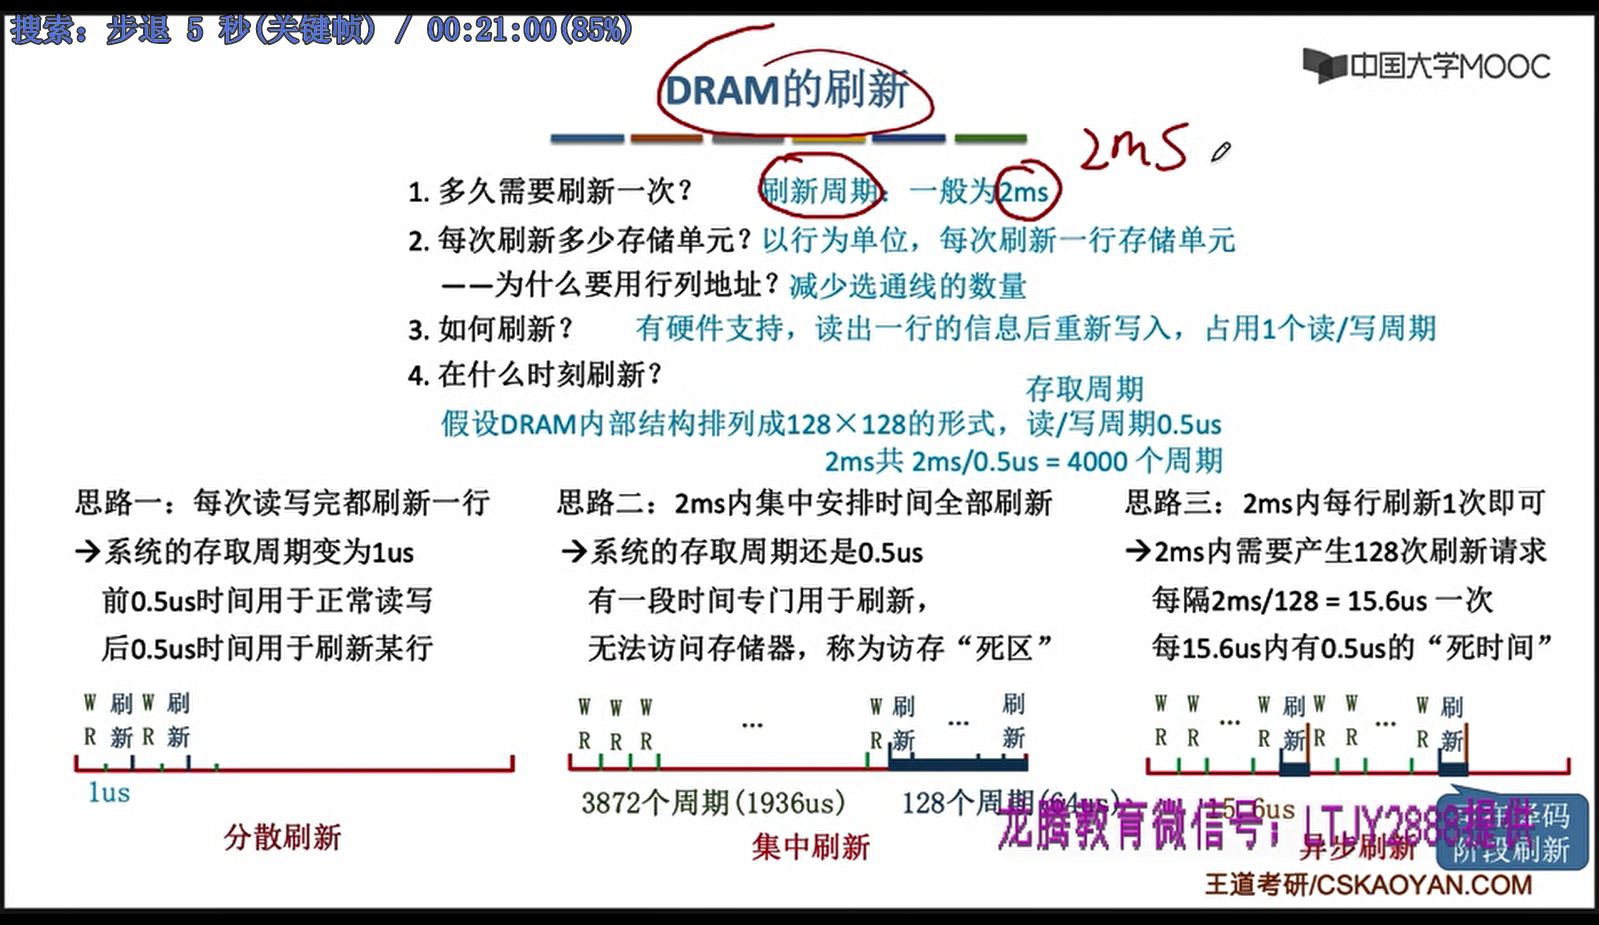 搜索: 步退 5 秒(关键帧) / 00:21:00(85%)
中国大学MOOC
DRAM的刷新
2ms
1. 多久需要刷新一次? 刷新周期: 一般为2ms
2. 每次刷新多少存储单元? 以行为单位，每次刷新一行存储单元
——为什么要用行列地址? 减少选通线的数量
3. 如何刷新? 有硬件支持，读出一行的信息后重新写入，占用1个读/写周期
4. 在什么时刻刷新?
存取周期
假设DRAM内部结构排列成128×128的形式，读/写周期0.5us
2ms共 2ms/0.5us = 4000 个周期
思路一：每次读写完都刷新一行
→系统的存取周期变为1us
前0.5us时间用于正常读写
后0.5us时间用于刷新某行
W 刷 W 刷
R 新 R 新
1us
分散刷新
思路二：2ms内集中安排时间全部刷新
→系统的存取周期还是0.5us
有一段时间专门用于刷新，
无法访问存储器，称为访存“死区”
W W W ... W 刷 ... 刷
R R R R 新 新
3872个周期(1936us) 128个周期(64us)
集中刷新
思路三：2ms内每行刷新1次即可
→2ms内需要产生128次刷新请求
每隔2ms/128 = 15.6us 一次
每15.6us内有0.5us的“死时间”
W W ... W 刷 W W ... W 刷
R R R 新 R R R 新
15.6us
异步刷新
译码
阶段刷新
龙腾教育微信号：LTJY2888提供
王道考研/CSKAOYAN.COM